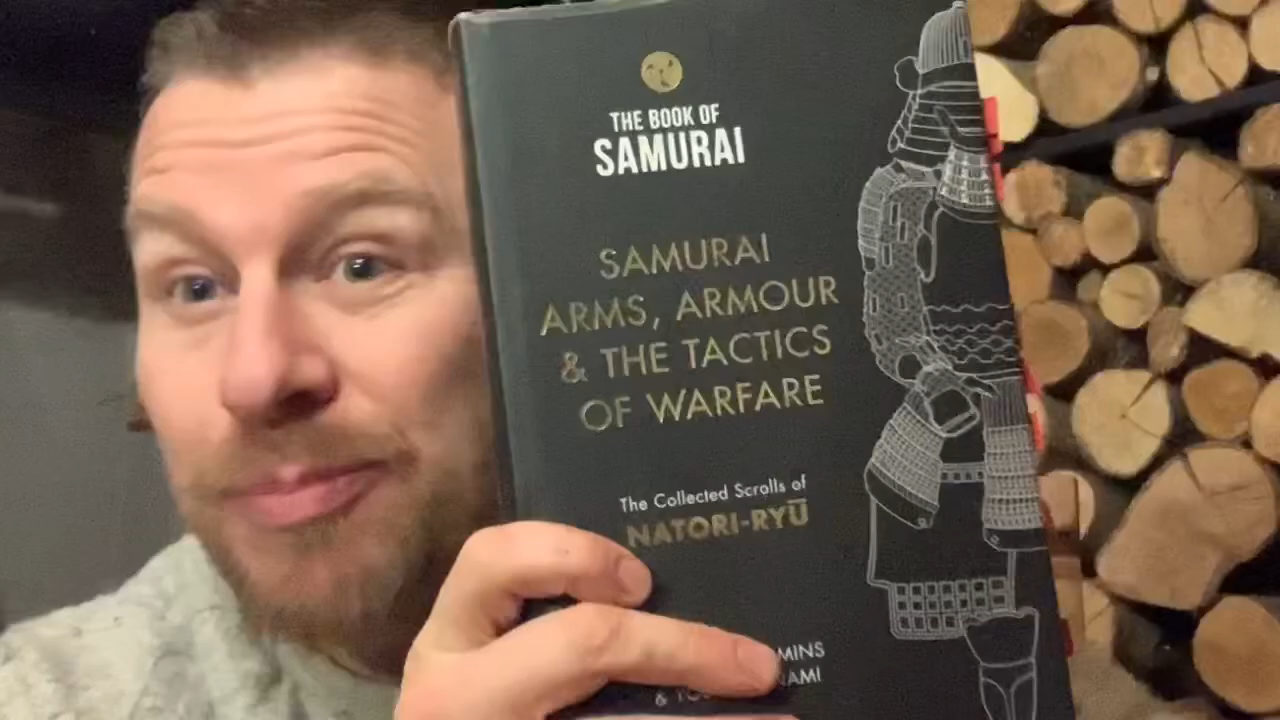 THE BOOK OF
SAMURAI
SAMURAI
ARMS, ARMOUR
& THE TACTICS
OF WARFARE
The Collected Scrolls of
NATORI-RYŪ
&